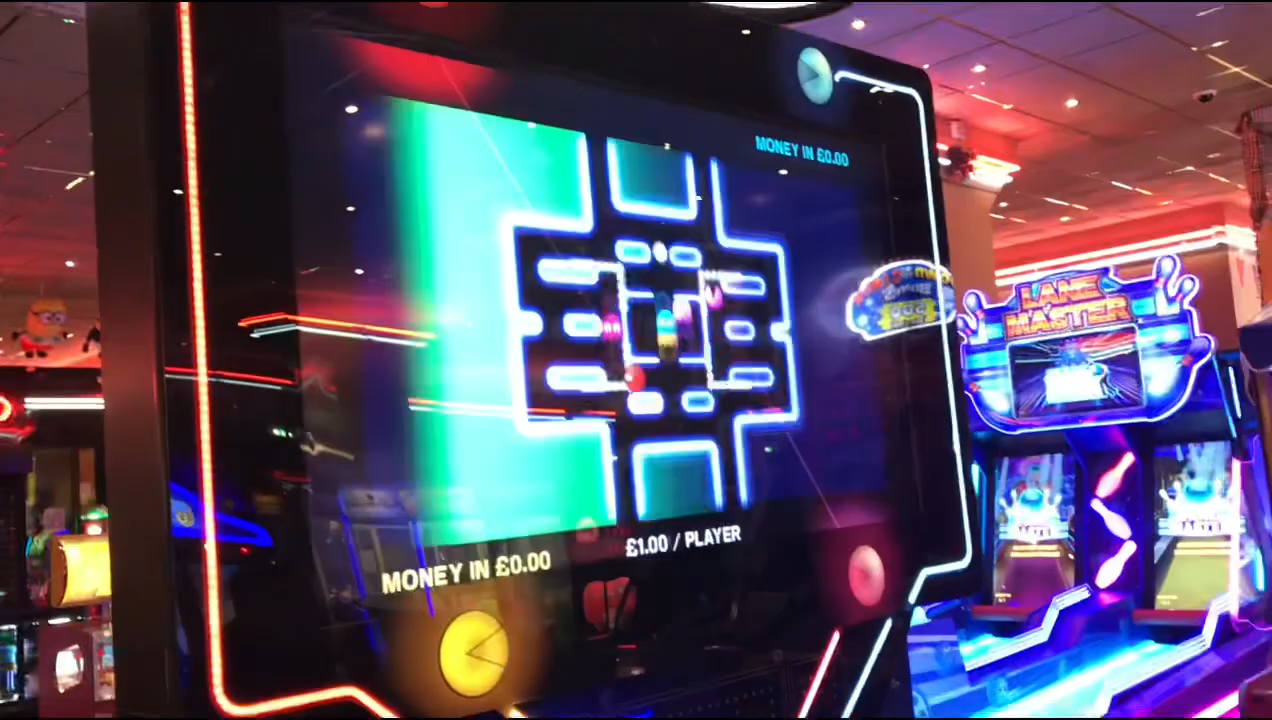 MONEY IN £0.00
LANE
MASTER
£1.00 / PLAYER
MONEY IN £0.00